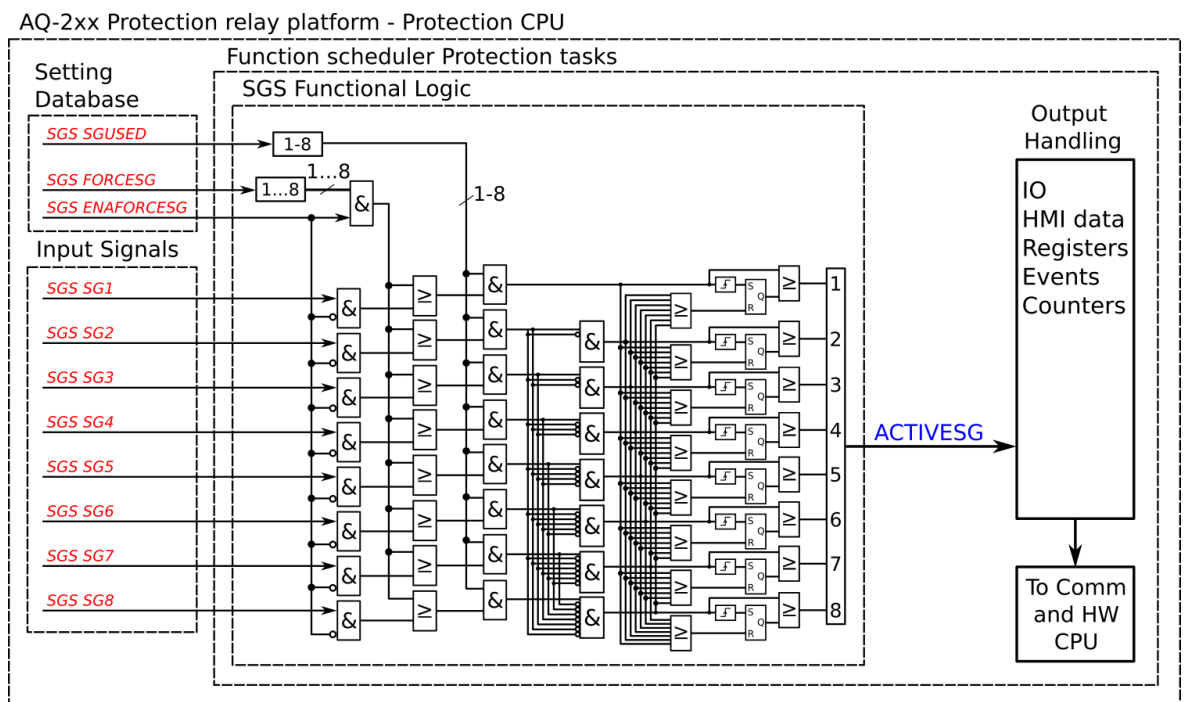 AQ-2xx Protection relay platform - Protection CPU
Function scheduler Protection tasks
Setting
Database
SGS Functional Logic
SGS SGUSED
1-8
SGS FORCESG
1...8
1...8
&
SGS ENAFORCESG
1-8
Input Signals
SGS SG1
SGS SG2
SGS SG3
SGS SG4
SGS SG5
SGS SG6
SGS SG7
SGS SG8
& ≥ & ≥ S Q R ≥ 1
& ≥ & & ≥ S Q R ≥ 2
& ≥ & & ≥ S Q R ≥ 3
& ≥ & & ≥ S Q R ≥ 4
& ≥ & & ≥ S Q R ≥ 5
& ≥ & & ≥ S Q R ≥ 6
& ≥ & & ≥ S Q R ≥ 7
& ≥ & & ≥ S Q R ≥ 8
ACTIVESG
Output
Handling
IO
HMI data
Registers
Events
Counters
To Comm
and HW
CPU